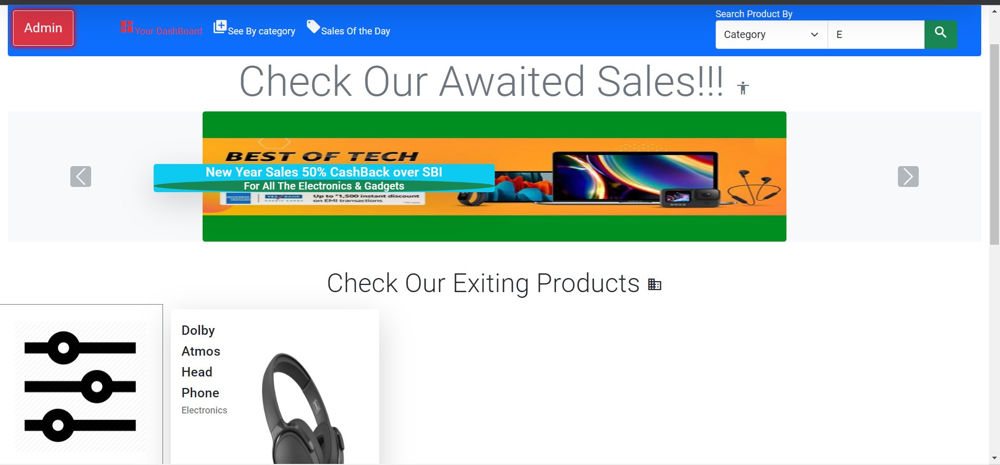 Admin
Your DashBoard
See By category
Sales Of the Day
Search Product By
Category
E
Check Our Awaited Sales!!!
BEST OF TECH
New Year Sales 50% CashBack over SBI
For All The Electronics & Gadgets
YES BANK
Up to ₹1,500 instant discount
on EMI transactions
Check Our Exiting Products
Dolby
Atmos
Head
Phone
Electronics